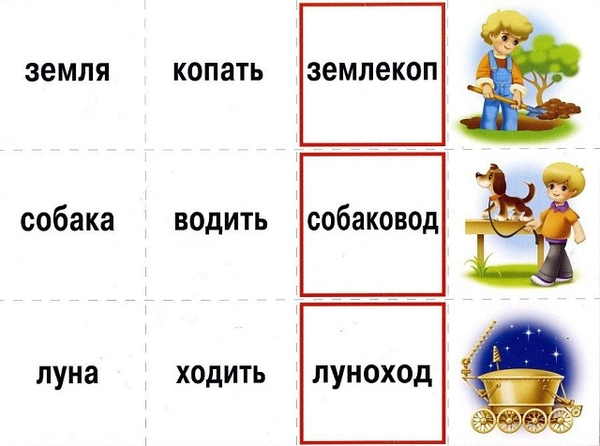 земля копать землекоп
собака водить собаковод
луна ходить луноход